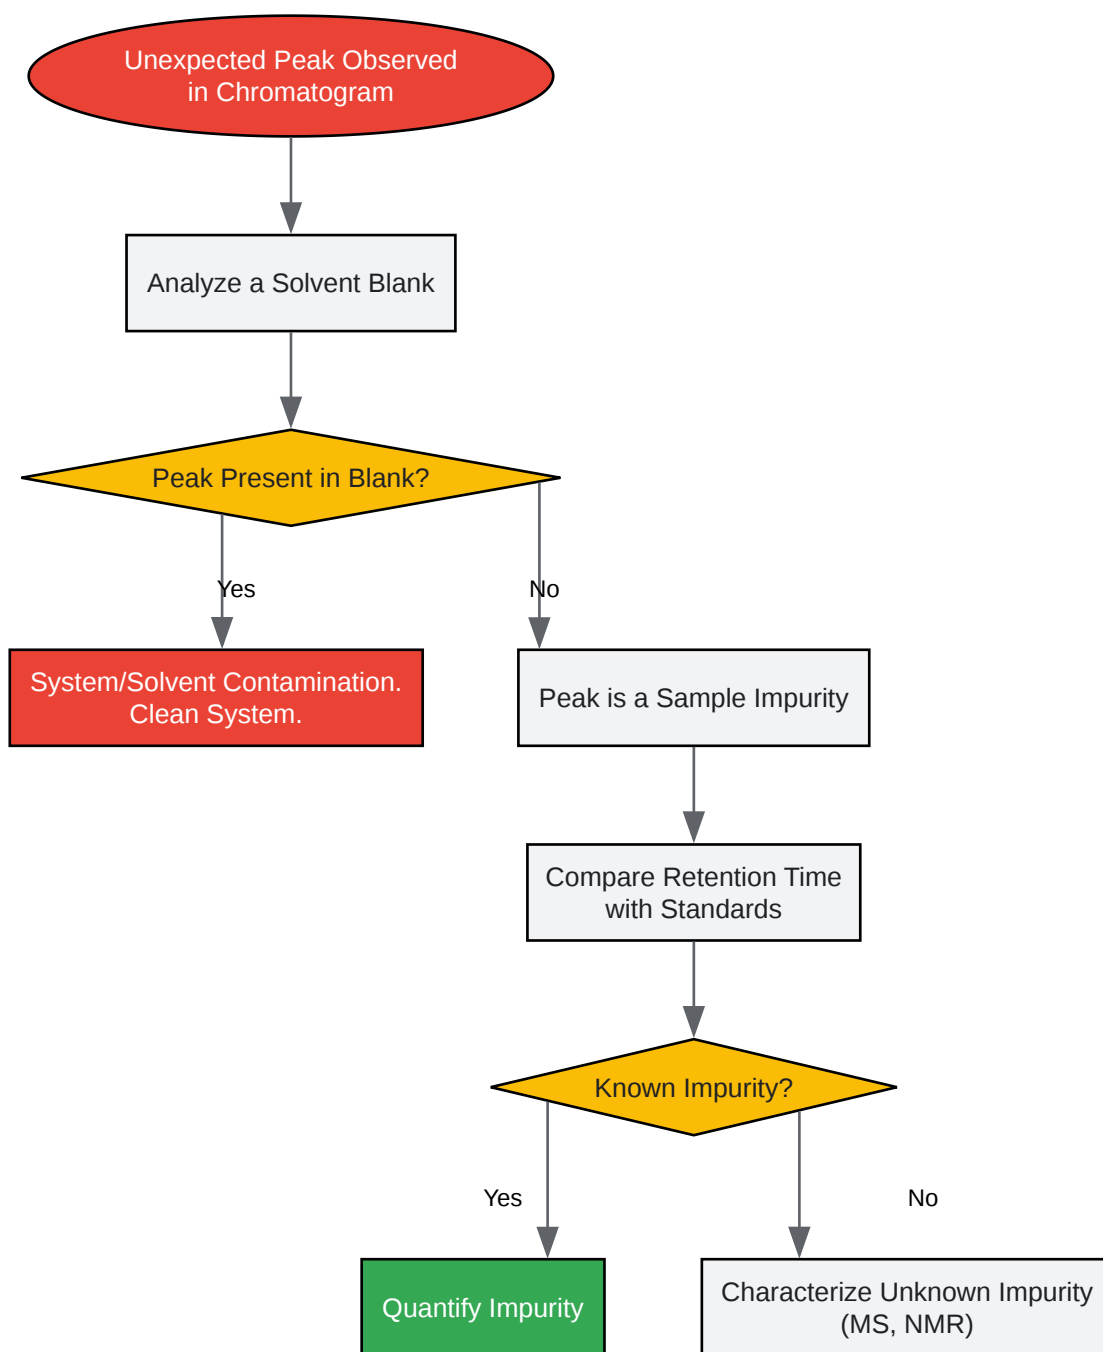 Unexpected Peak Observed
in Chromatogram
Analyze a Solvent Blank
Peak Present in Blank?
Yes
No
System/Solvent Contamination.
Clean System.
Peak is a Sample Impurity
Compare Retention Time
with Standards
Known Impurity?
Yes
No
Quantify Impurity
Characterize Unknown Impurity
(MS, NMR)